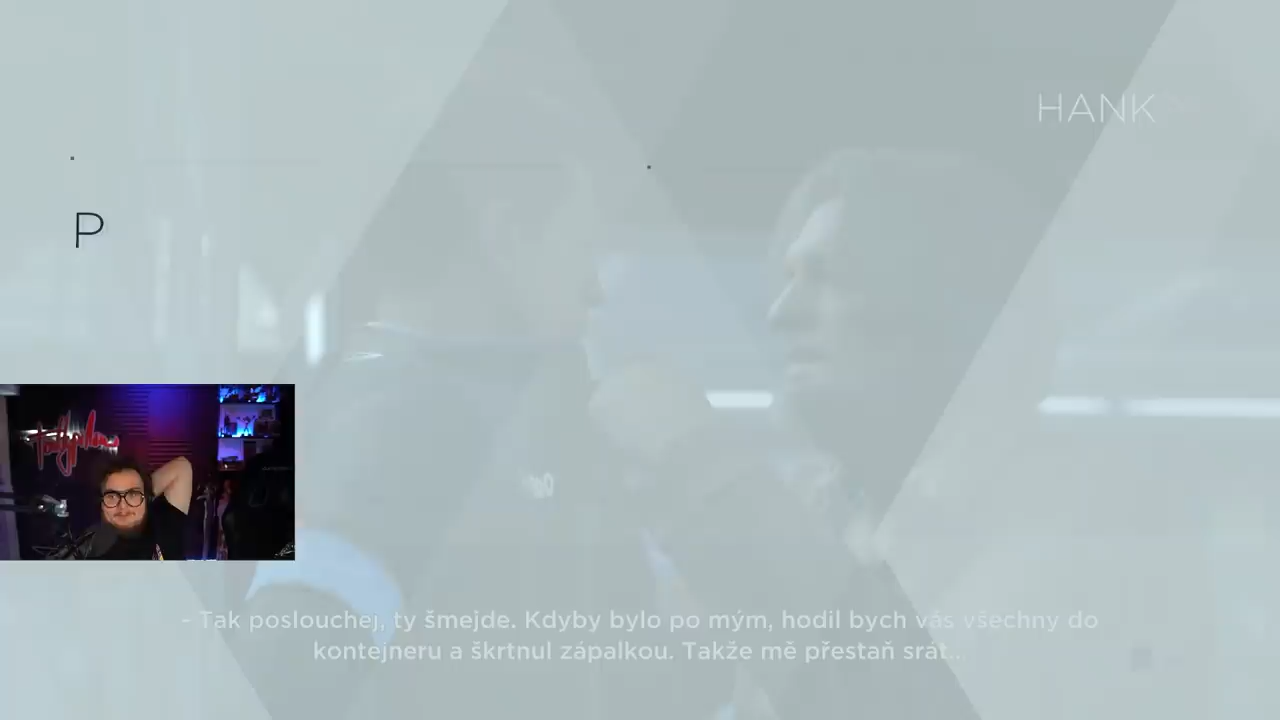 HANK
P
- Tak poslouchej, ty šmejde. Kdyby bylo po mým, hodil bych vás všechny do
kontejneru a škrtnul zápalkou. Takže mě přestaň srát..